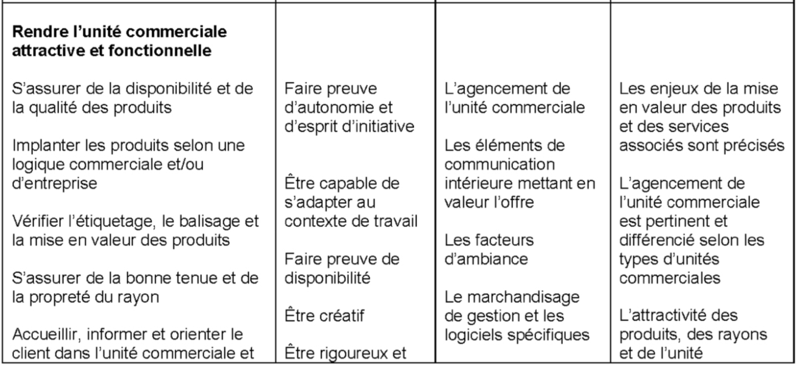 Rendre l'unité commerciale
attractive et fonctionnelle
S'assurer de la disponibilité et de
la qualité des produits
Implanter les produits selon une
logique commerciale et/ou
d'entreprise
Vérifier l'étiquetage, le balisage et
la mise en valeur des produits
S'assurer de la bonne tenue et de
la propreté du rayon
Accueillir, informer et orienter le
client dans l'unité commerciale et
Faire preuve
d'autonomie et
d'esprit d'initiative
Être capable de
s'adapter au
contexte de travail
Faire preuve de
disponibilité
Être créatif
Être rigoureux et
L'agencement de
l'unité commerciale
Les éléments de
communication
intérieure mettant en
valeur l'offre
Les facteurs
d'ambiance
Le marchandisage
de gestion et les
logiciels spécifiques
Les enjeux de la mise
en valeur des produits
et des services
associés sont précisés
L'agencement de
l'unité commerciale
est pertinent et
différencié selon les
types d'unités
commerciales
L'attractivité des
produits, des rayons
et de l'unité